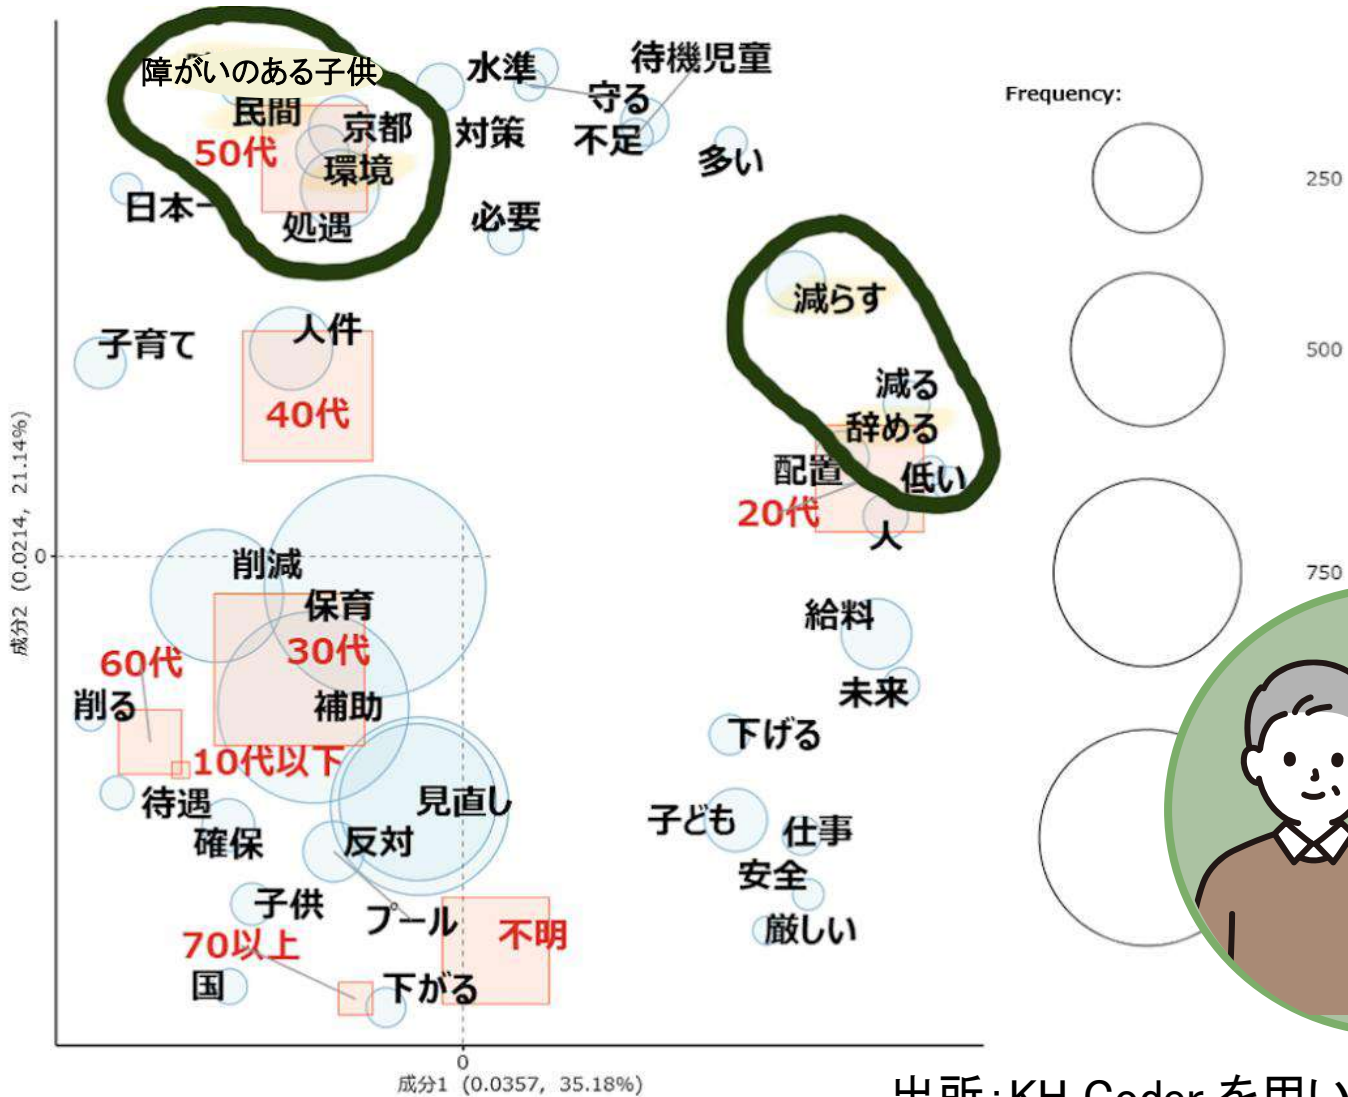 障がいのある子供
水準
待機児童
守る
民間
京都
対策
不足
50代
環境
多い
日本一
処遇
必要
減らす
人件
子育て
減る
40代
辞める
配置
低い
20代
人
削減
保育
給料
30代
60代
未来
削る
補助
下げる
10代以下
待遇
見直し
子ども
仕事
確保
反対
安全
子供
プール
厳しい
70以上
不明
国
下がる
Frequency:
250
500
750
成分2 (0.0214, 21.14%)
0
0
成分1 (0.0357, 35.18%)
出所:KH Coder を用い